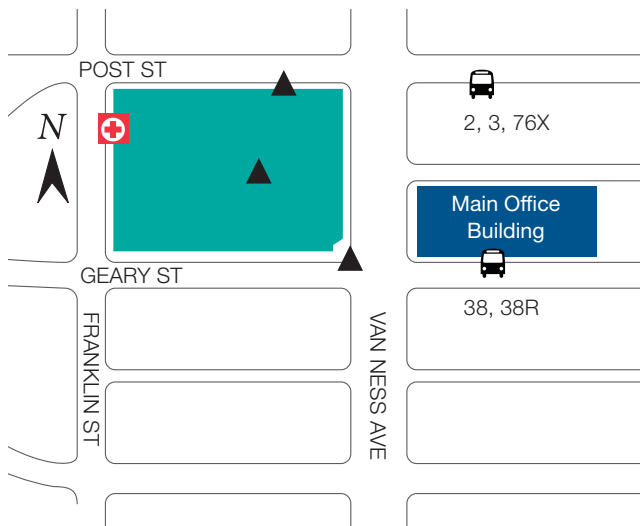 POST ST
N
2, 3, 76X
Main Office
Building
GEARY ST
38, 38R
FRANKLIN ST
VAN NESS AVE